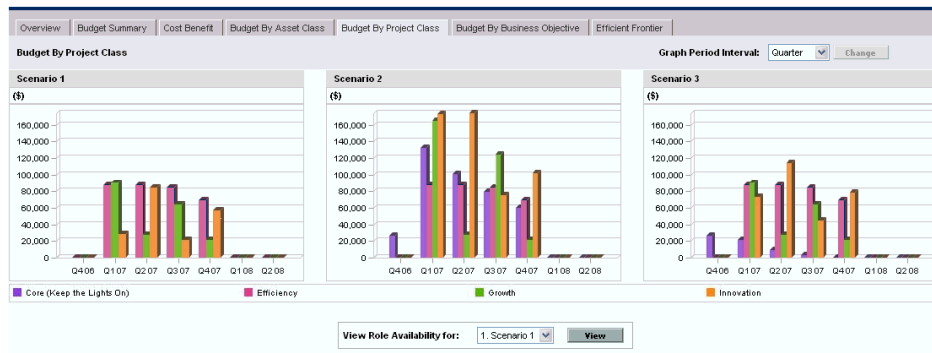 Overview Budget Summary Cost Benefit Budget By Asset Class Budget By Project Class Budget By Business Objective Efficient Frontier
Budget By Project Class Graph Period Interval: Quarter Change
Scenario 1 Scenario 2 Scenario 3
($) ($) ($)
160,000 160,000 160,000
140,000 140,000 140,000
120,000 120,000 120,000
100,000 100,000 100,000
80,000 80,000 80,000
60,000 60,000 60,000
40,000 40,000 40,000
20,000 20,000 20,000
0 0 0
Q4 06 Q1 07 Q2 07 Q3 07 Q4 07 Q1 08 Q2 08 Q4 06 Q1 07 Q2 07 Q3 07 Q4 07 Q1 08 Q2 08 Q4 06 Q1 07 Q2 07 Q3 07 Q4 07 Q1 08 Q2 08
Core (Keep the Lights On) Efficiency Growth Innovation
View Role Availability for: 1. Scenario 1 View